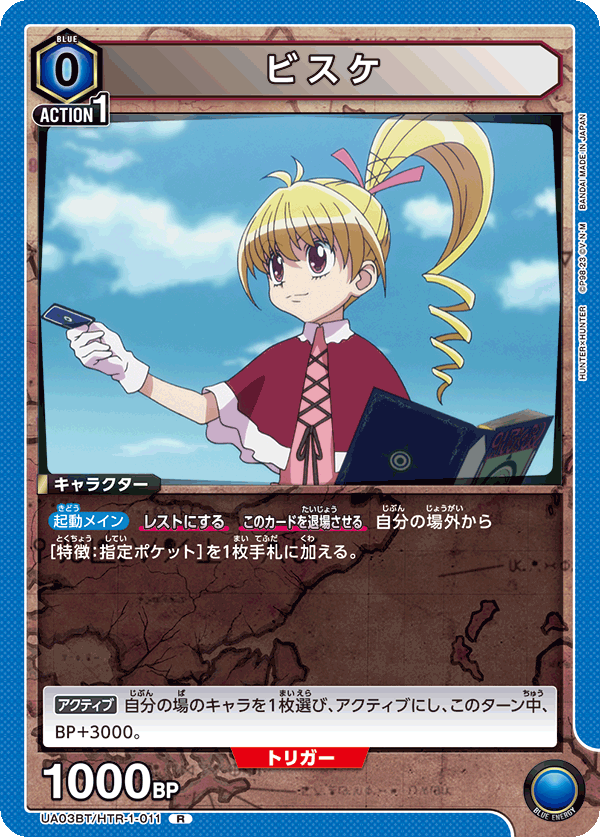 BLUE
0
ビスケ
ACTION 1
HUNTER×HUNTER ©P98-23 ©V・N・M BANDAI MADE IN JAPAN
キャラクター
起動メイン レストにする このカードを退場させる 自分の場外から
[特徴:指定ポケット]を1枚手札に加える。
アクティブ 自分の場のキャラを1枚選び、アクティブにし、このターン中、
BP+3000。
トリガー
1000BP
BLUE ENERGY
UA03BT/HTR-1-011 R